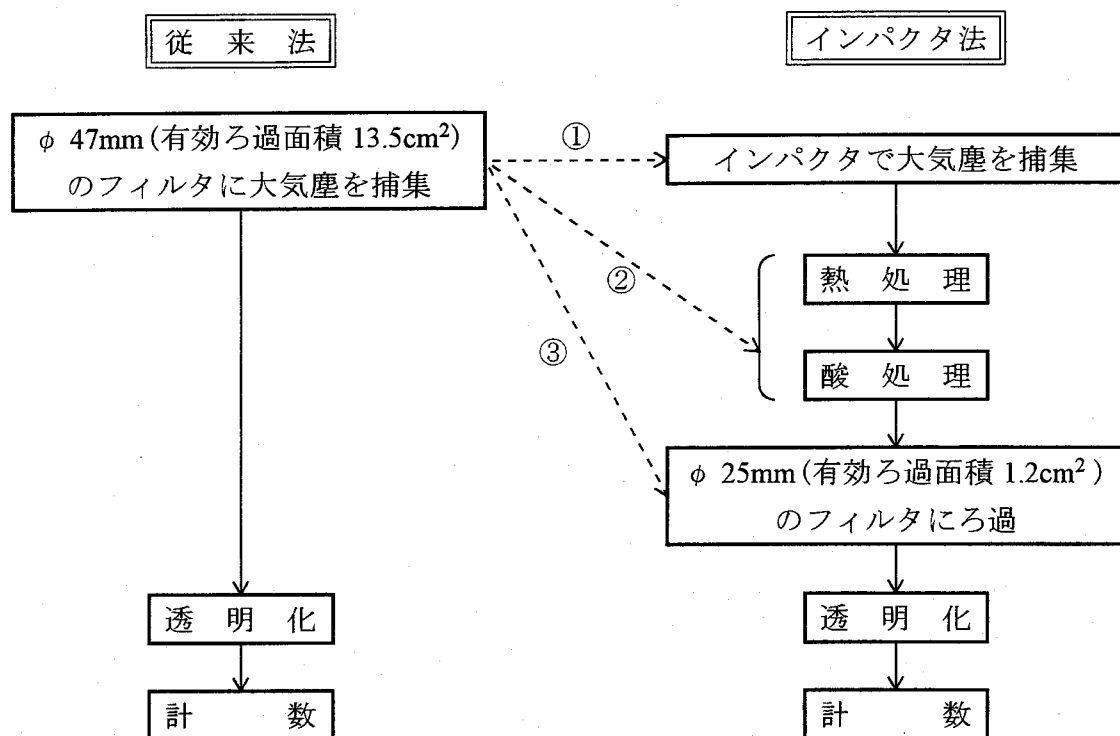 従来法
φ 47mm(有効ろ過面積 13.5cm²)
のフィルタに大気塵を捕集
透明化
計数
①
②
③
インパクタ法
インパクタで大気塵を捕集
熱処理
酸処理
φ 25mm(有効ろ過面積 1.2cm²)
のフィルタにろ過
透明化
計数